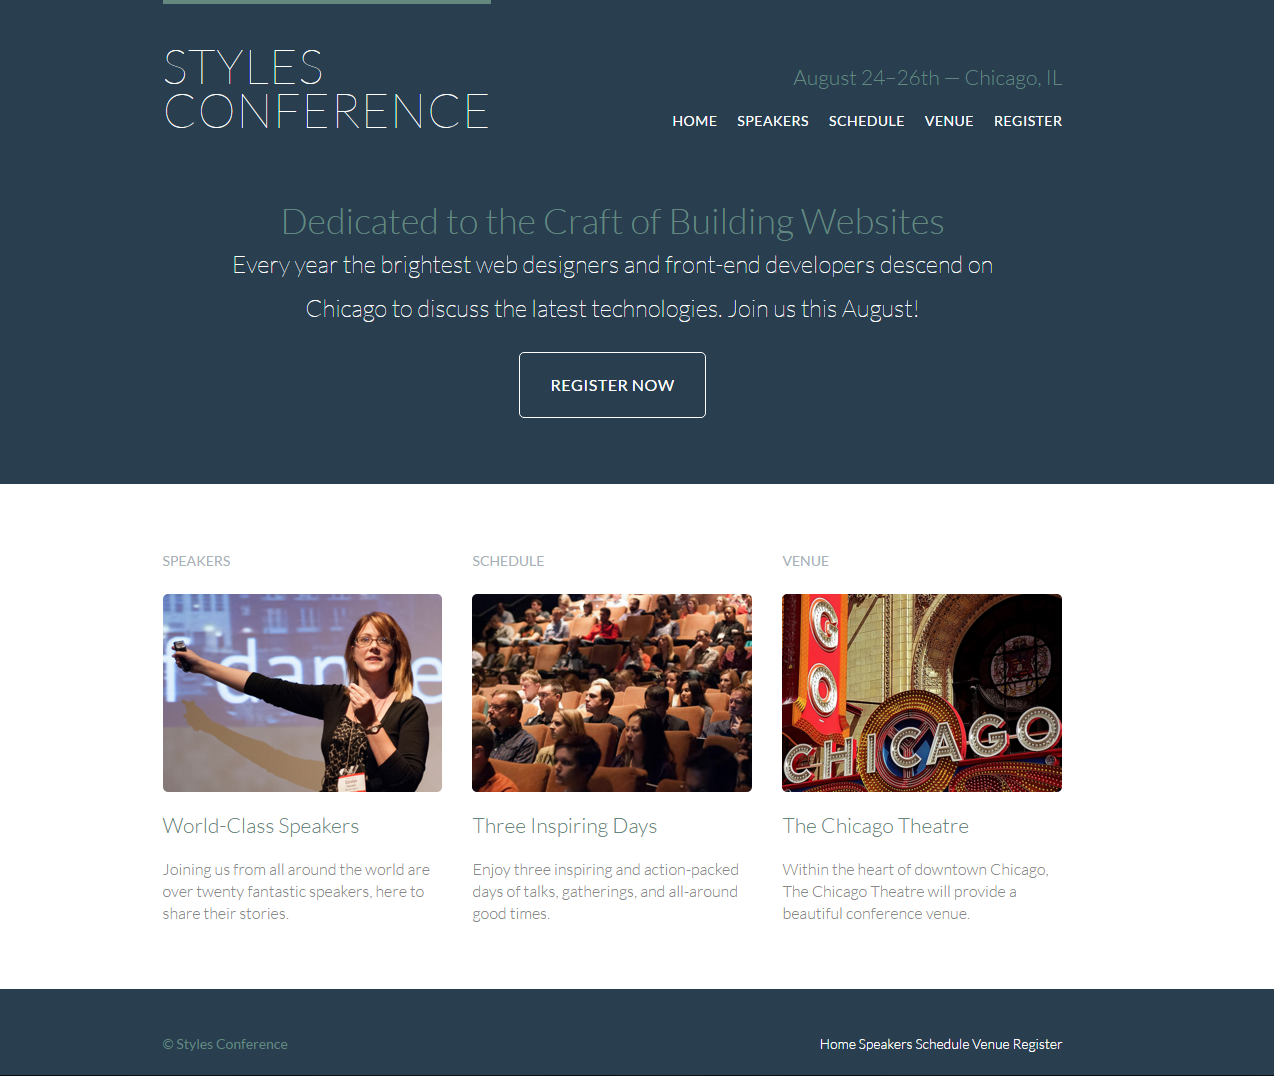 STYLES
CONFERENCE
August 24–26th — Chicago, IL
HOME SPEAKERS SCHEDULE VENUE REGISTER
Dedicated to the Craft of Building Websites
Every year the brightest web designers and front-end developers descend on
Chicago to discuss the latest technologies. Join us this August!
REGISTER NOW
SPEAKERS
SCHEDULE
VENUE
GO
CHICAGO
World-Class Speakers
Joining us from all around the world are
over twenty fantastic speakers, here to
share their stories.
Three Inspiring Days
Enjoy three inspiring and action-packed
days of talks, gatherings, and all-around
good times.
The Chicago Theatre
Within the heart of downtown Chicago,
The Chicago Theatre will provide a
beautiful conference venue.
© Styles Conference
Home Speakers Schedule Venue Register